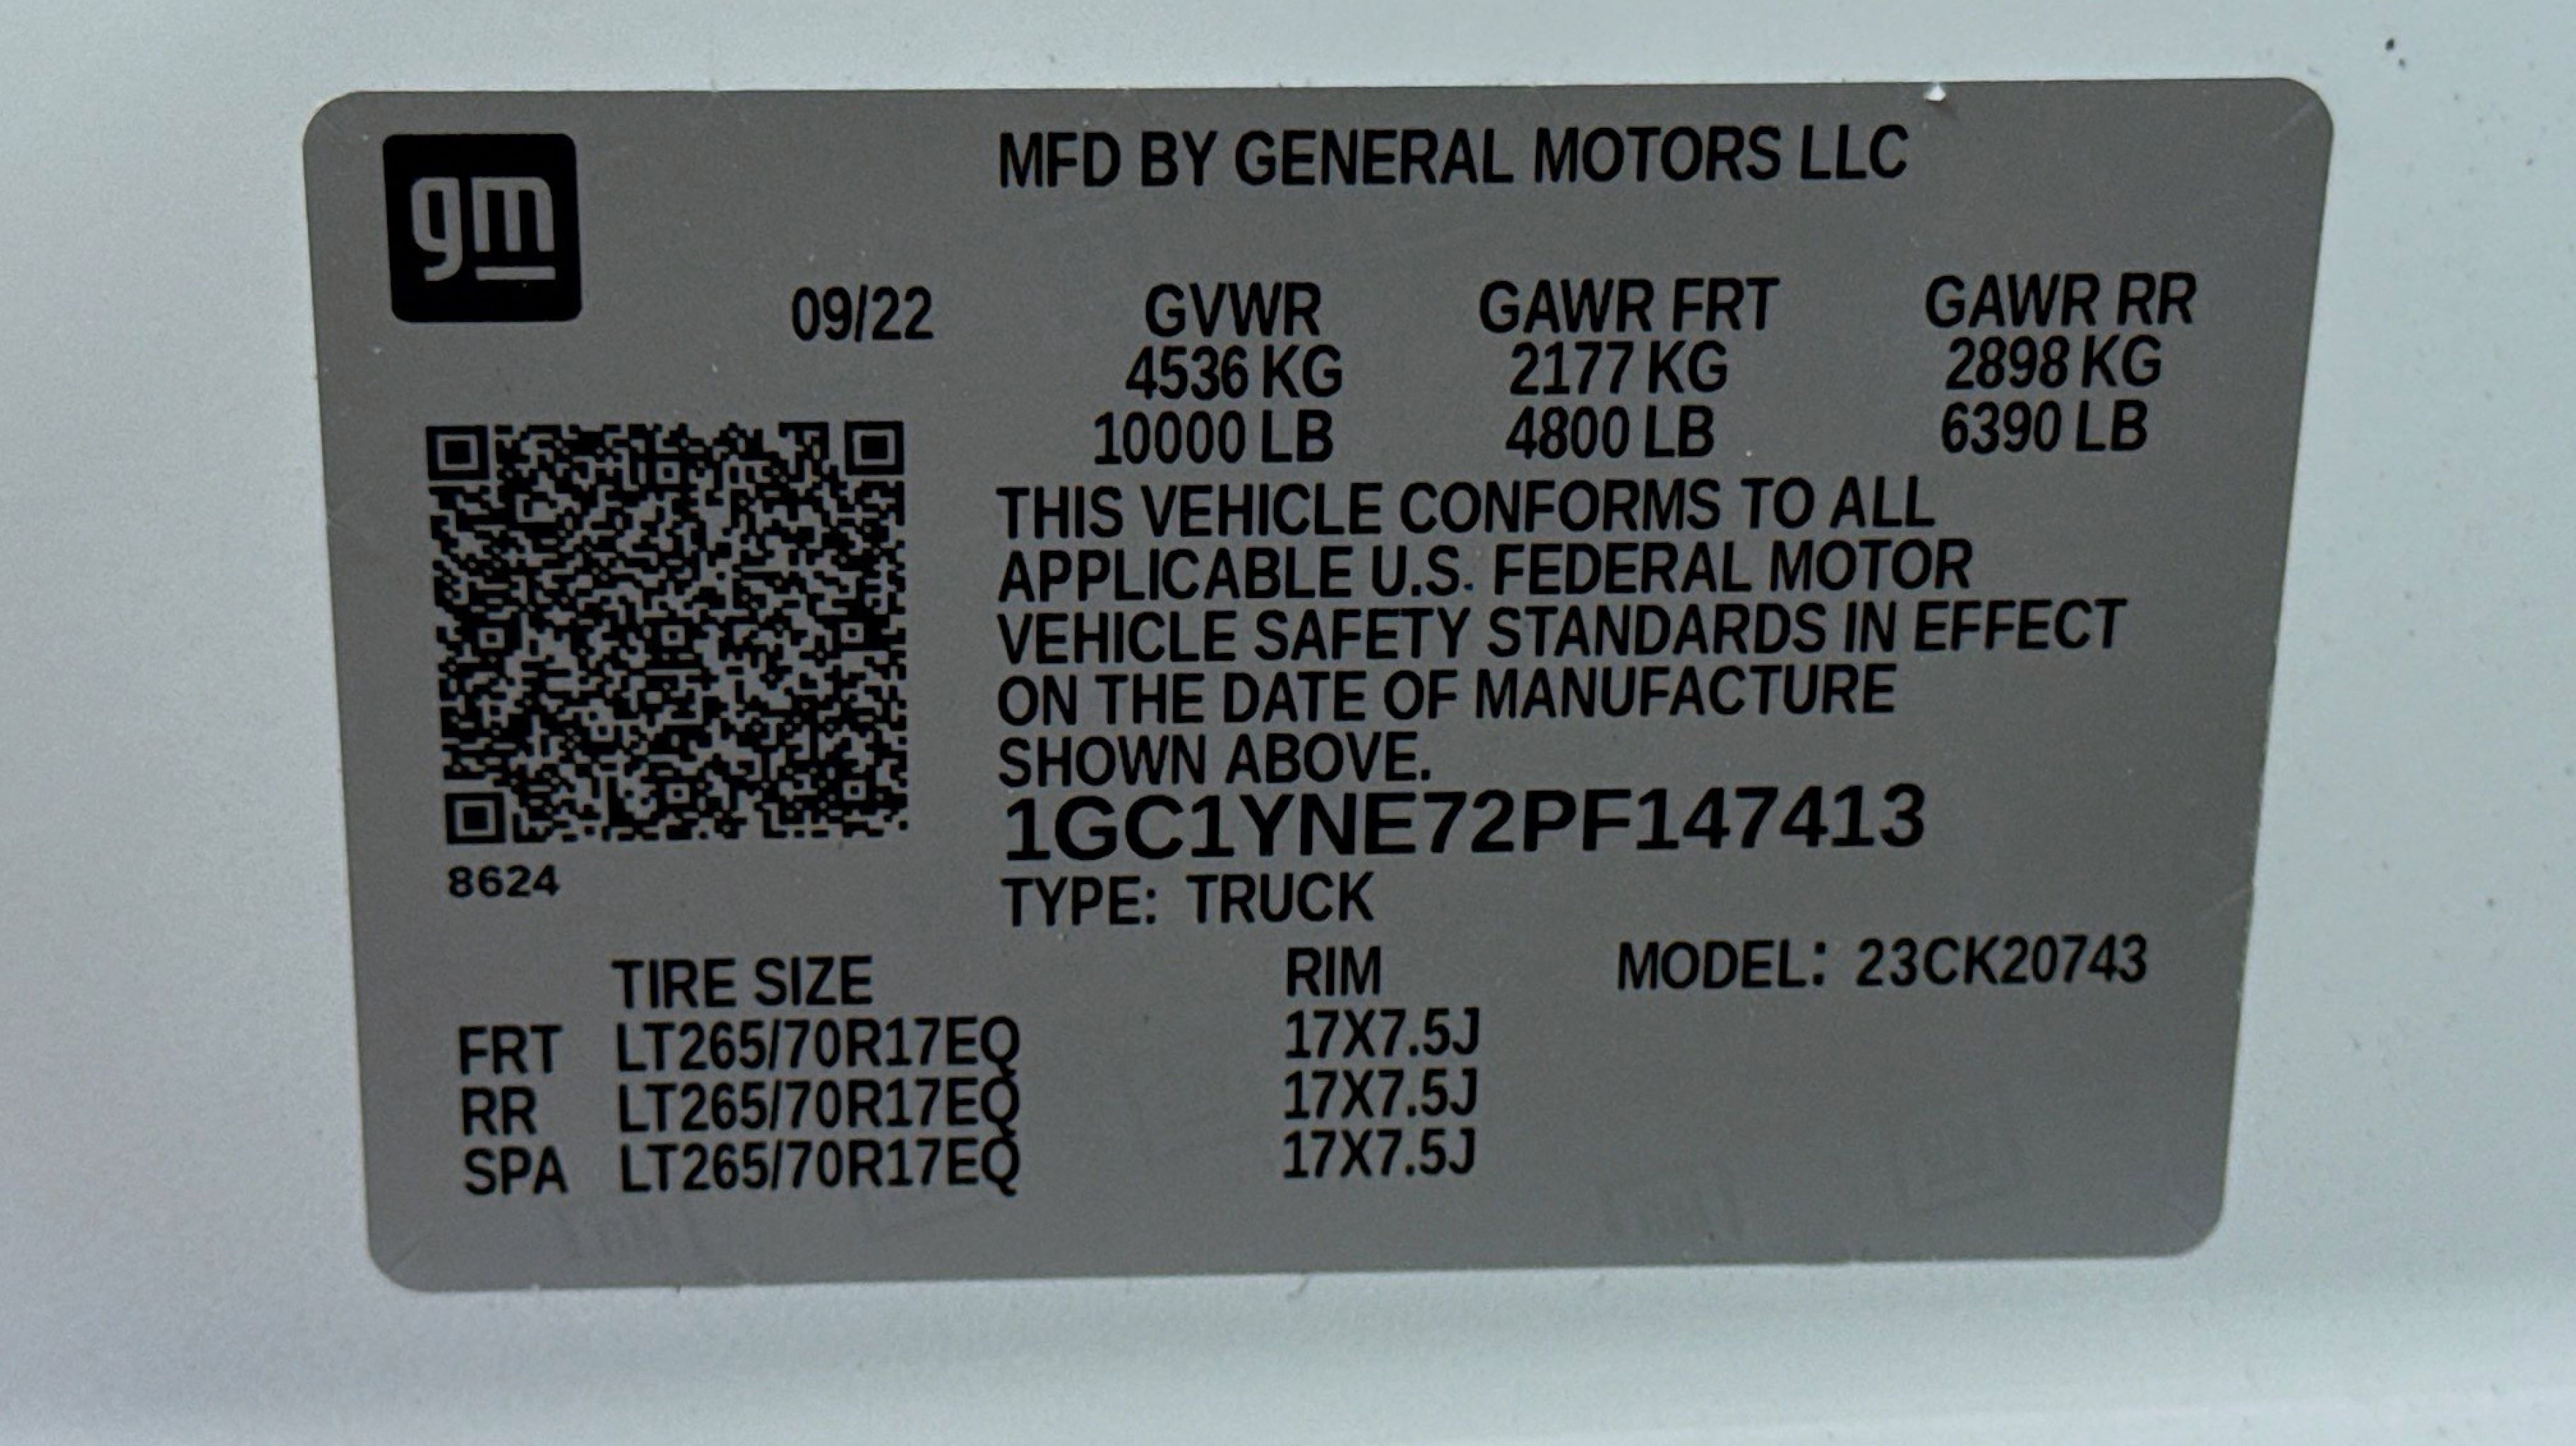 gm
MFD BY GENERAL MOTORS LLC
09/22 GVWR GAWR FRT GAWR RR
4536 KG 2177 KG 2898 KG
10000 LB 4800 LB 6390 LB
THIS VEHICLE CONFORMS TO ALL
APPLICABLE U.S. FEDERAL MOTOR
VEHICLE SAFETY STANDARDS IN EFFECT
ON THE DATE OF MANUFACTURE
SHOWN ABOVE.
1GC1YNE72PF147413
8624
TYPE: TRUCK
TIRE SIZE RIM MODEL: 23CK20743
FRT LT265/70R17EQ 17X7.5J
RR LT265/70R17EQ 17X7.5J
SPA LT265/70R17EQ 17X7.5J